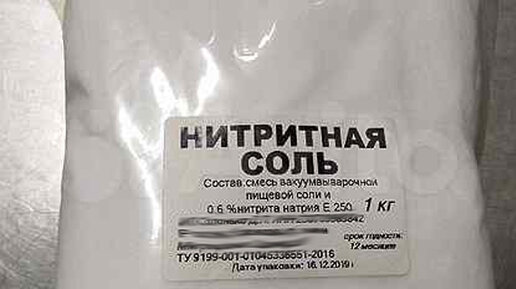 НИТРИТНАЯ
СОЛЬ
Состав:смесь вакуумвыварочной
пищевой соли и
0.6 %нитрита натрия Е 250. 1 КГ
срок годности:
12 месяцев
ТУ 9199-001-01045336551-2016
Дата упаковки: 16.12.2019 г